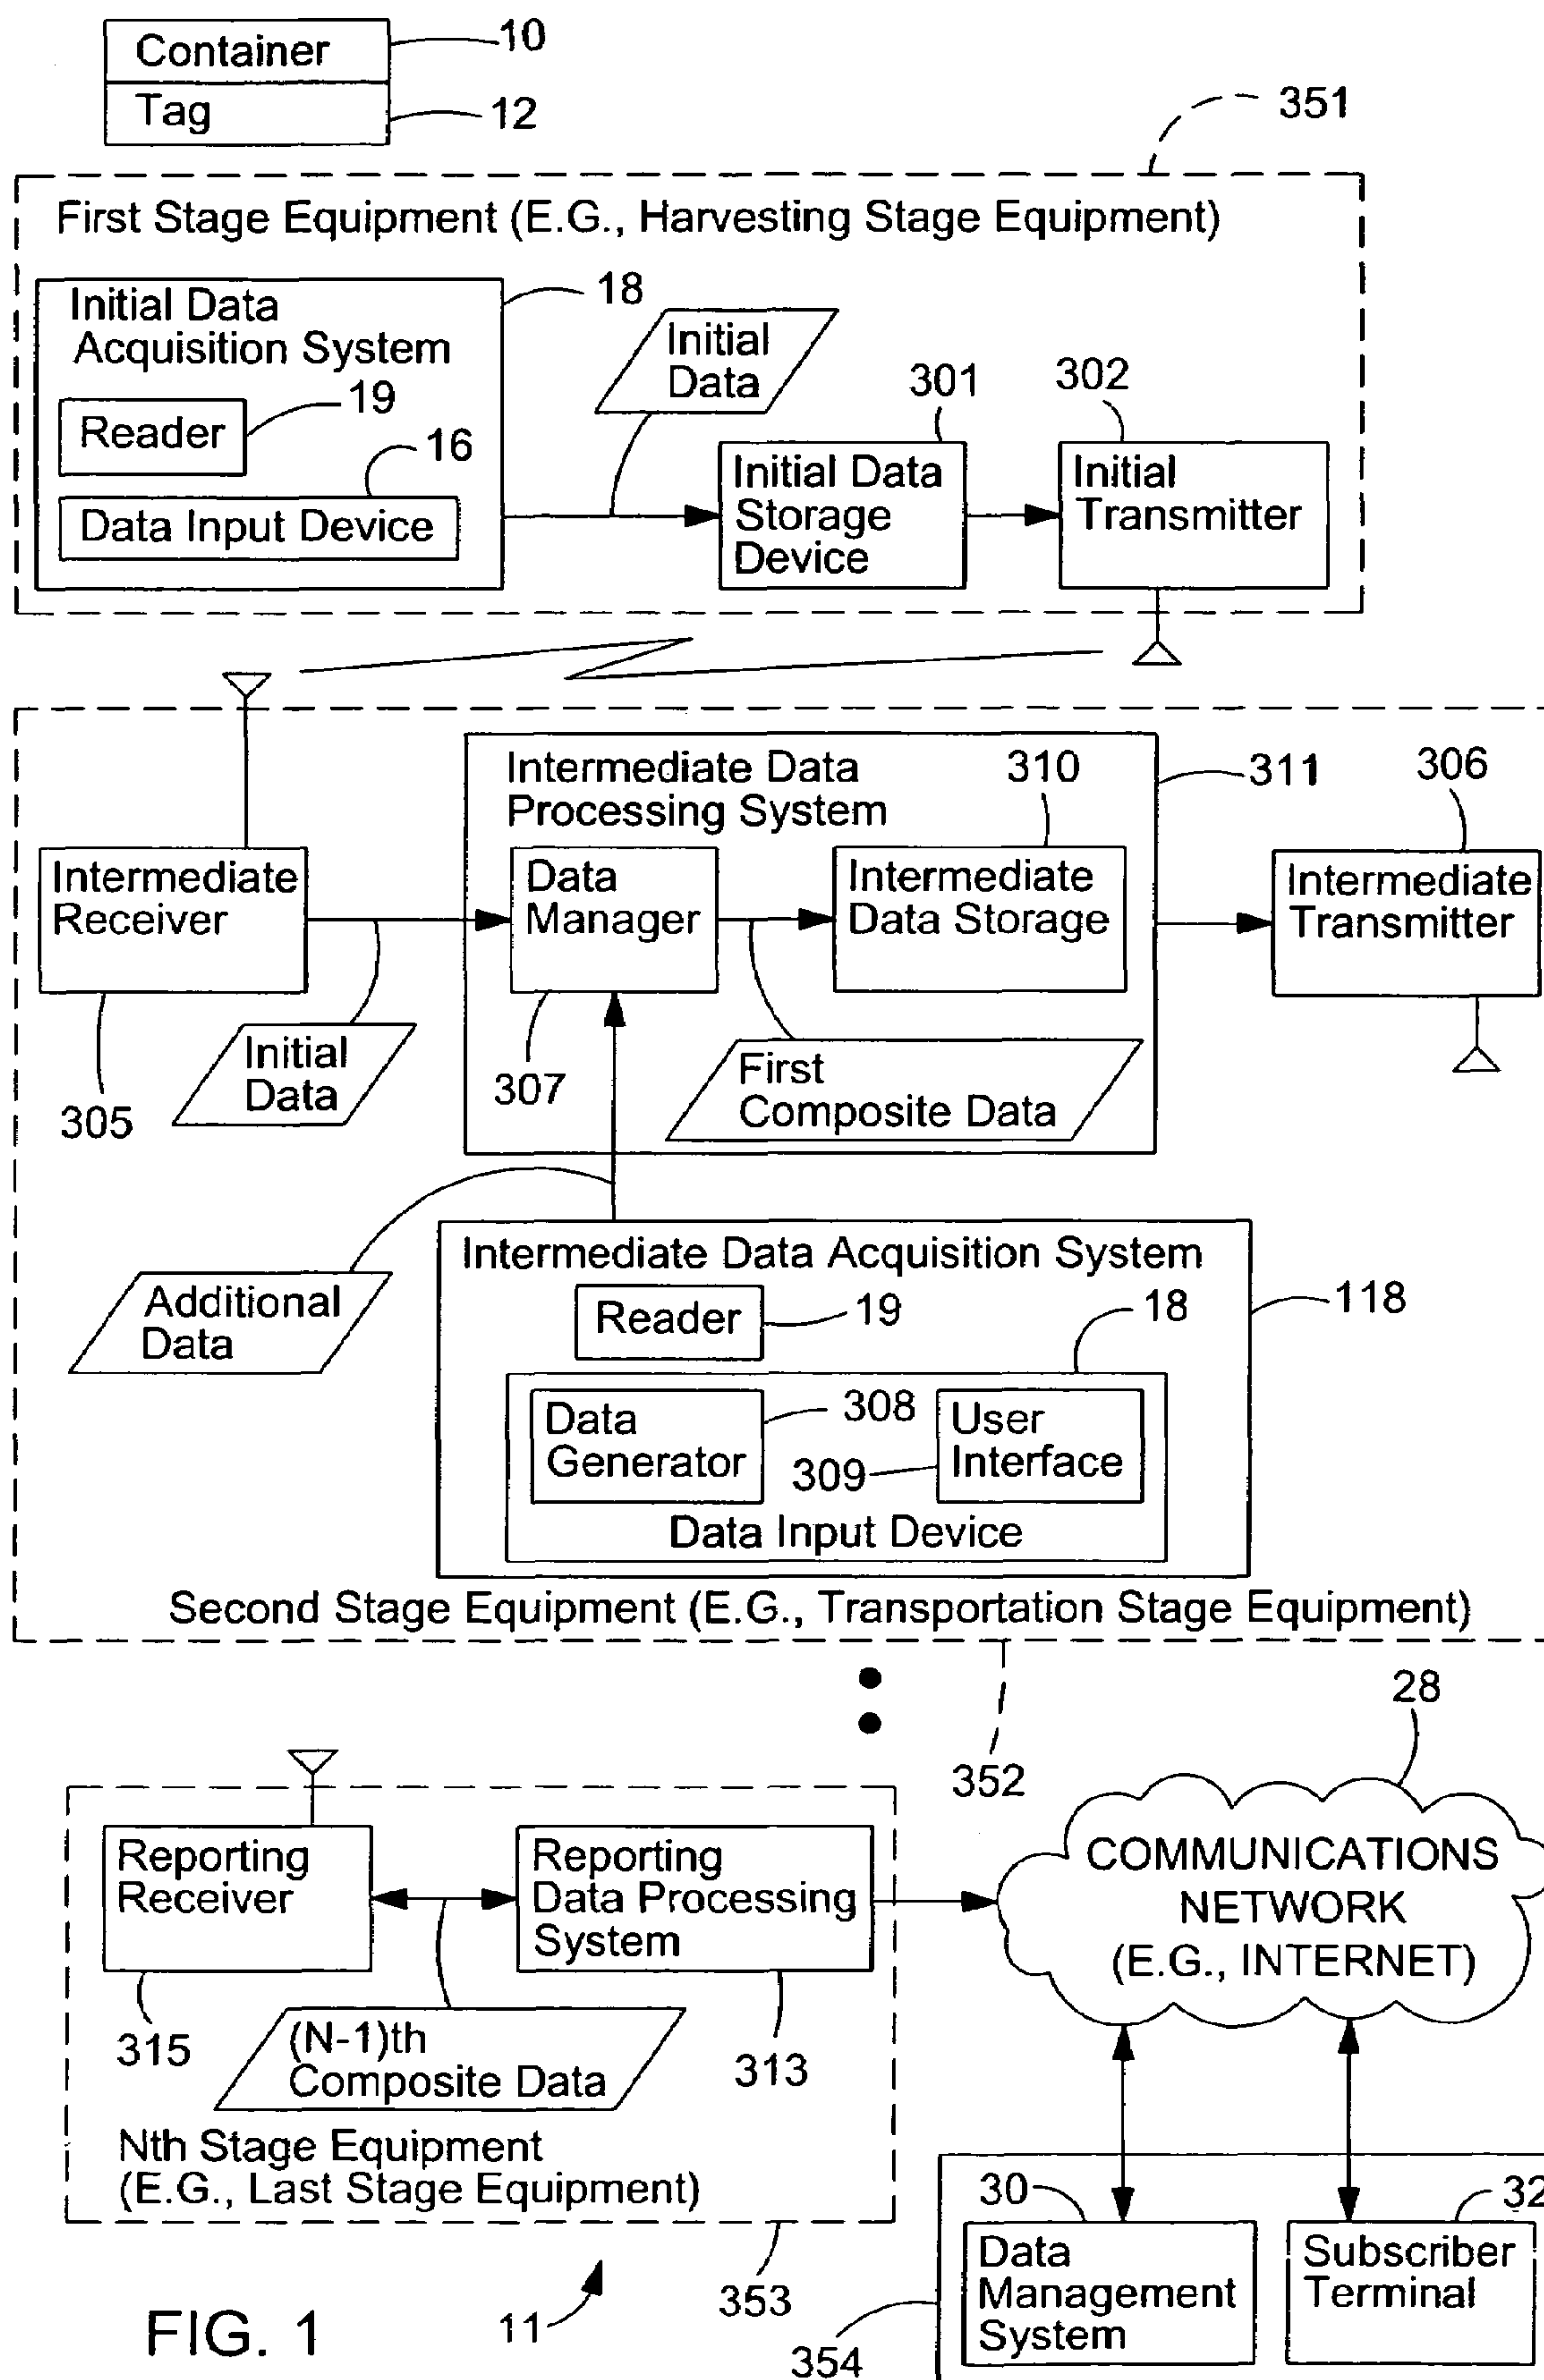 Container
10
Tag
12
351
First Stage Equipment (E.G., Harvesting Stage Equipment)
Initial Data
Acquisition System
18
Reader
19
Data Input Device
16
Initial
Data
301
Initial Data
Storage
Device
302
Initial
Transmitter
Intermediate Data
Processing System
310
311
306
Intermediate
Receiver
Data
Manager
Intermediate
Data Storage
Intermediate
Transmitter
305
Initial
Data
307
First
Composite Data
Additional
Data
Intermediate Data Acquisition System
Reader
19
18
118
Data
Generator
308
309
User
Interface
Data Input Device
Second Stage Equipment (E.G., Transportation Stage Equipment)
352
28
Reporting
Receiver
Reporting
Data Processing
System
COMMUNICATIONS
NETWORK
(E.G., INTERNET)
315
(N-1)th
Composite Data
313
Nth Stage Equipment
(E.G., Last Stage Equipment)
353
30
32
Data
Management
System
Subscriber
Terminal
354
FIG. 1
11